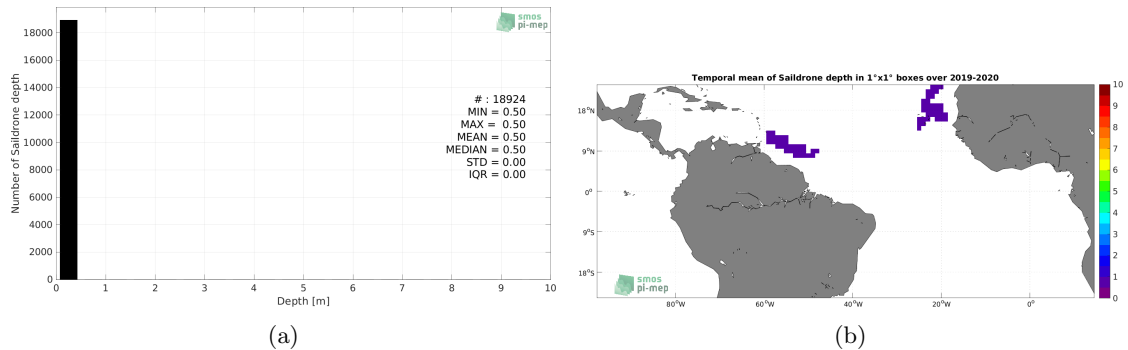 18000
16000
14000
12000
10000
8000
6000
4000
2000
0
Number of Saildrone depth
smos
pi-mep
# : 18924
MIN = 0.50
MAX = 0.50
MEAN = 0.50
MEDIAN = 0.50
STD = 0.00
IQR = 0.00
0 1 2 3 4 5 6 7 8 9 10
Depth [m]
(a)
Temporal mean of Saildrone depth in 1°x1° boxes over 2019-2020
18°N
9°N
0°
9°S
18°S
80°W 60°W 40°W 20°W 0°
smos
pi-mep
10
9
8
7
6
5
4
3
2
1
0
(b)